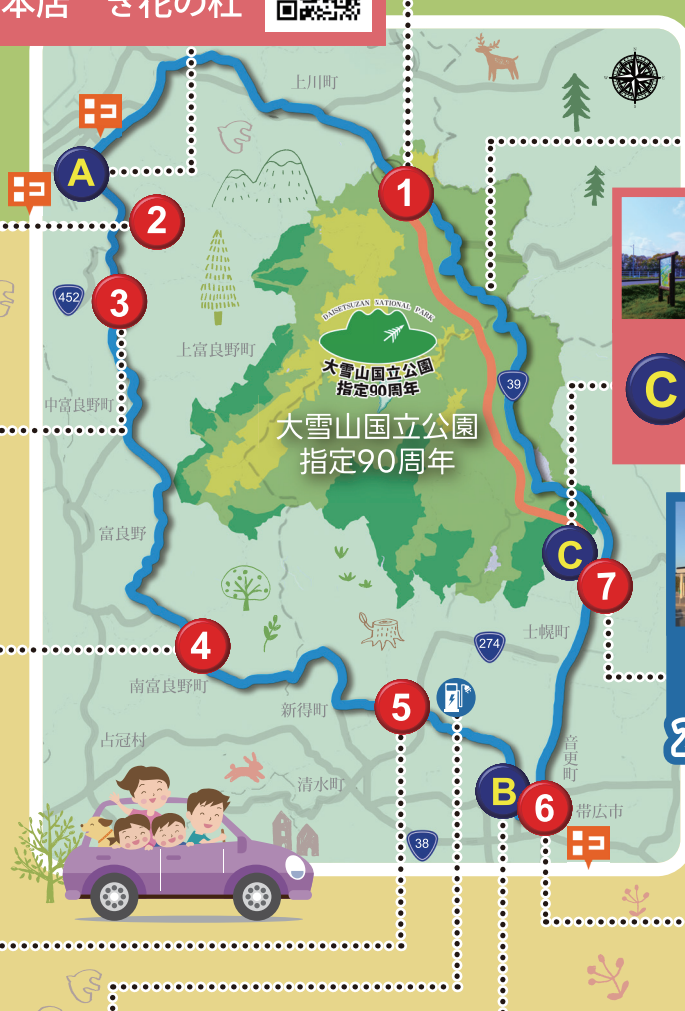 本店 き花の杜
上川町
A
1
2
452
3
上富良野町
DAISETSUZAN NATIONAL PARK
大雪山国立公園
指定90周年
39
C
中富良野町
大雪山国立公園
指定90周年
富良野
C
7
士幌町
4
274
南富良野町
新得町
5
占冠村
音更町
清水町
B
6
帯広市
38